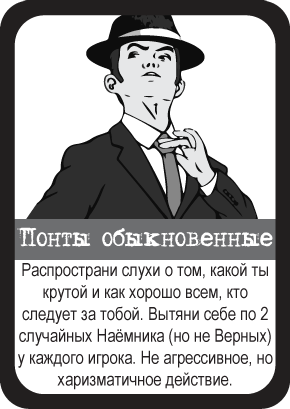 Понты обыкновенные
Распространи слухи о том, какой ты
крутой и как хорошо всем, кто
следует за тобой. Вытяни себе по 2
случайных Наёмника (но не Верных)
у каждого игрока. Не агрессивное, но
харизматичное действие.